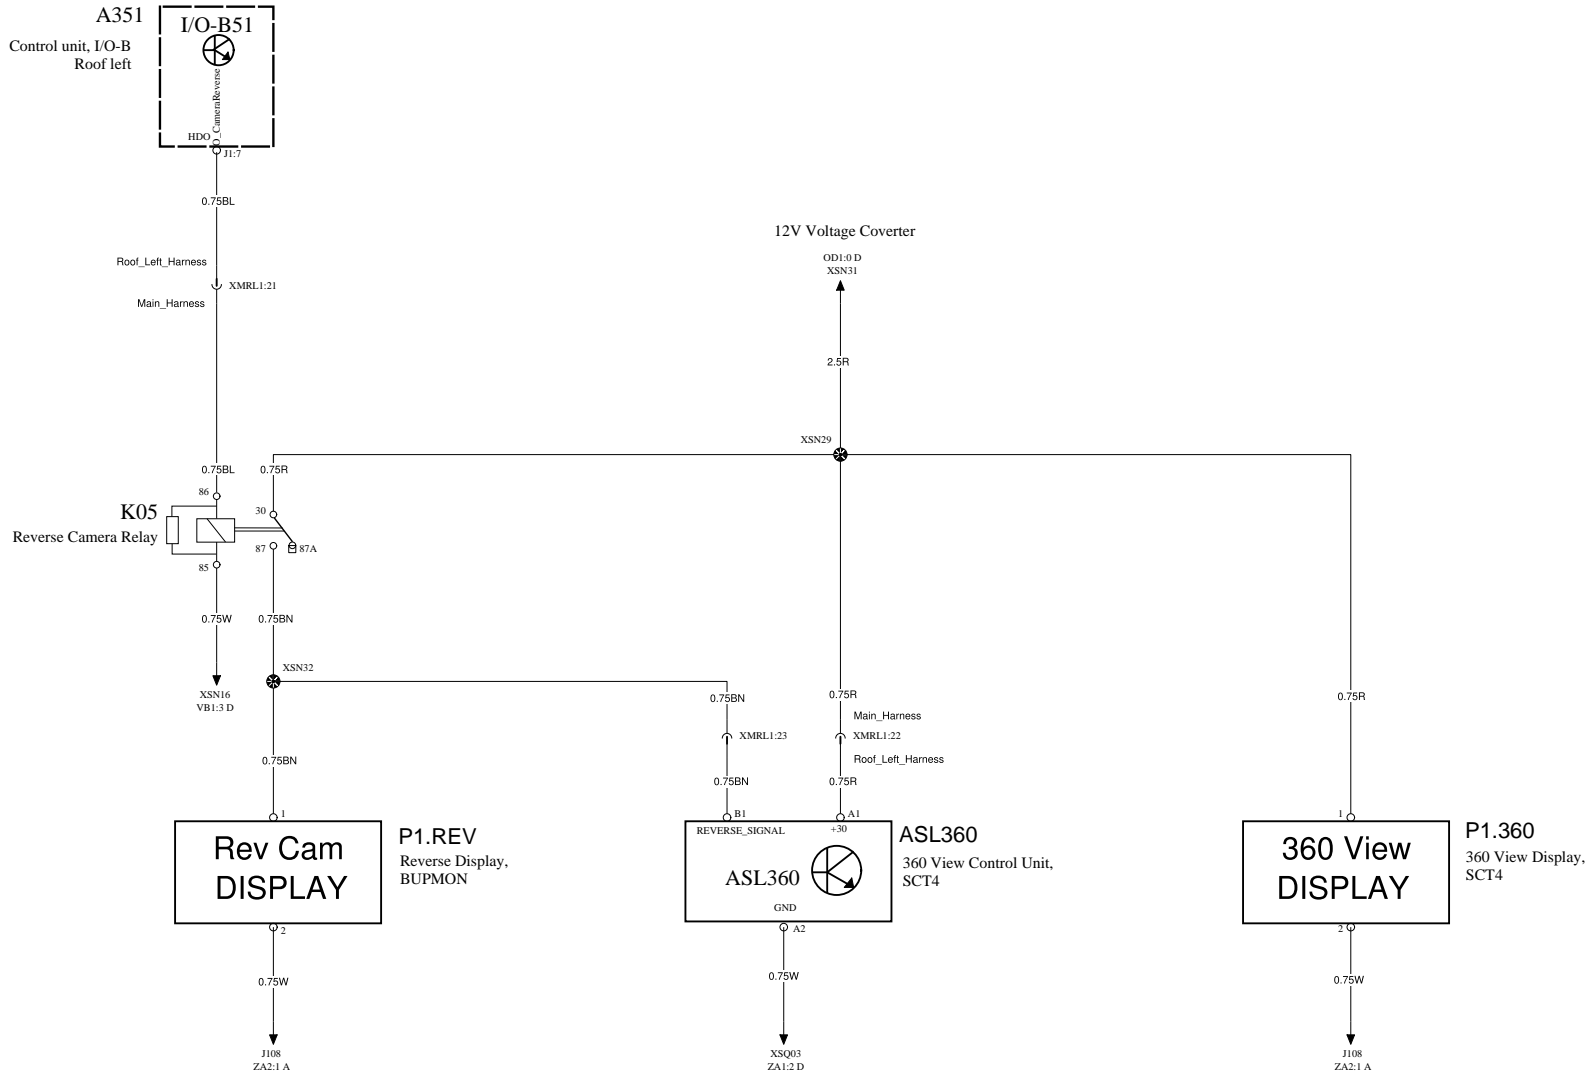 A351
I/O-B51
Control unit, I/O-B
Roof left
O_CameraReverse
HDO
J1:7
0.75BL
Roof_Left_Harness
XMRL1:21
Main_Harness
12V Voltage Coverter
OD1:0 D
XSN31
2.5R
XSN29
0.75BL
0.75R
86
K05
30
Reverse Camera Relay
87
87A
85
0.75W
0.75BN
XSN32
XSN16
VB1:3 D
0.75BN
0.75R
0.75R
Main_Harness
XMRL1:23
XMRL1:22
Roof_Left_Harness
0.75BN
0.75BN
0.75R
1
B1
A1
1
Rev Cam
DISPLAY
P1.REV
Reverse Display,
BUPMON
REVERSE_SIGNAL
+30
ASL360
GND
ASL360
360 View Control Unit,
SCT4
360 View
DISPLAY
P1.360
360 View Display,
SCT4
2
A2
2
0.75W
0.75W
0.75W
J108
ZA2:1 A
XSQ03
ZA1:2 D
J108
ZA2:1 A